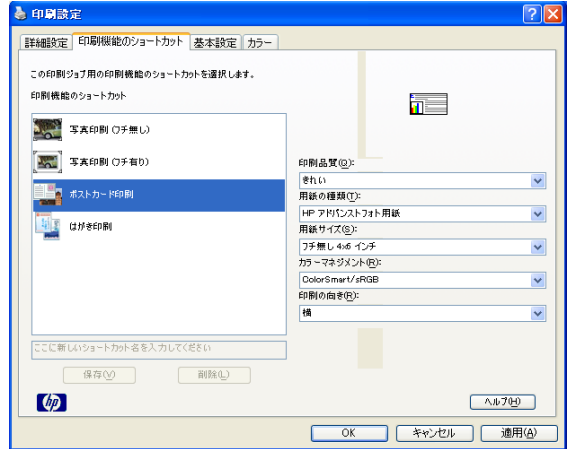 印刷設定
詳細設定 印刷機能のショートカット 基本設定 カラー
この印刷ジョブ用の印刷機能のショートカットを選択します。
印刷機能のショートカット
写真印刷 (フチ無し)
写真印刷 (フチ有り)
ポストカード印刷
はがき印刷
印刷品質(Q):
きれい
用紙の種類(T):
HP アドバンストフォト用紙
用紙サイズ(S):
フチ無し 4x6 インチ
カラーマネジメント(R):
ColorSmart/sRGB
印刷の向き(R):
横
ここに新しいショートカット名を入力してください
保存(V) 削除(L)
hp
ヘルプ(H)
OK キャンセル 適用(A)